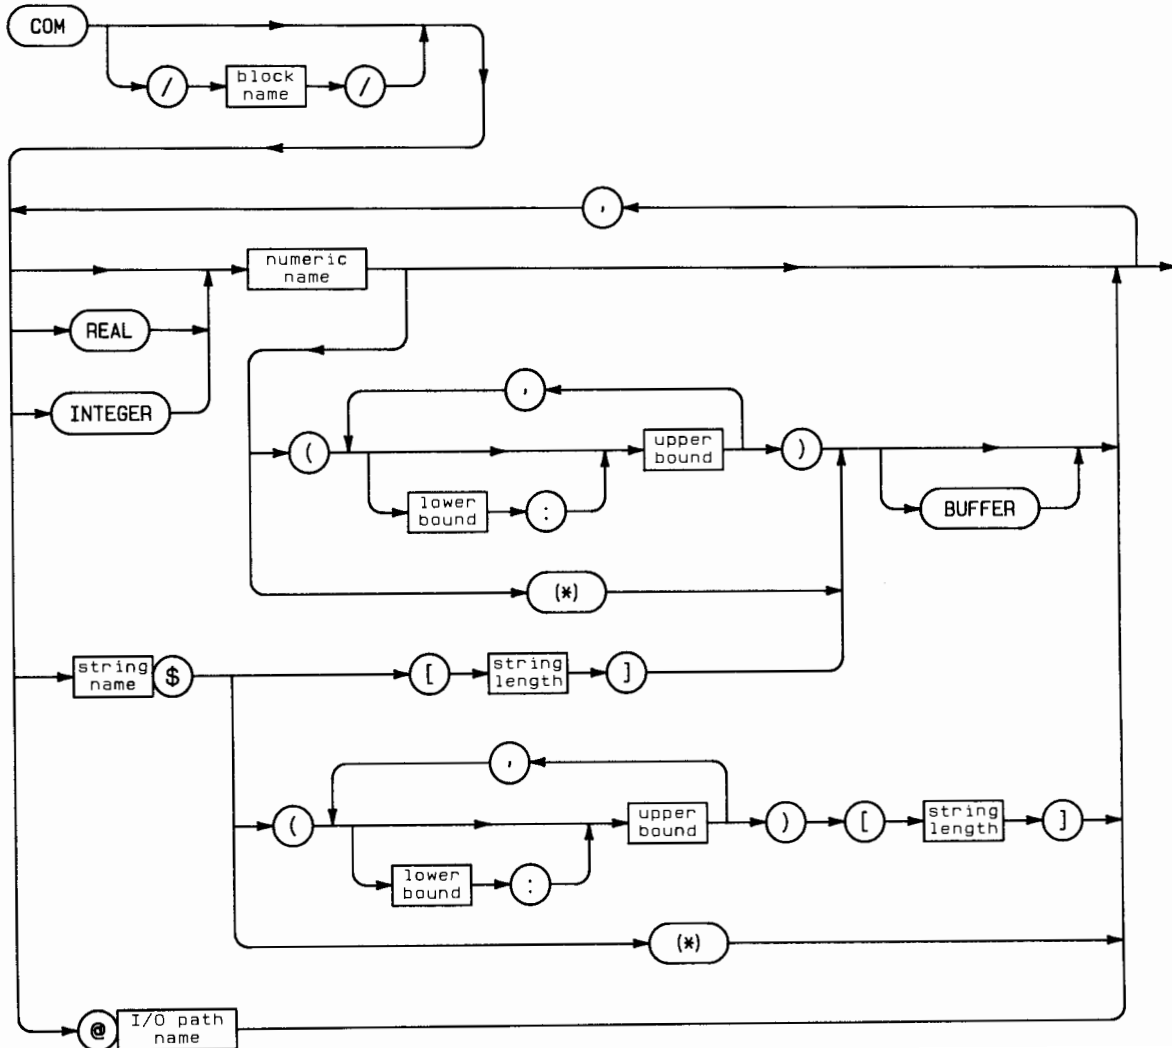 COM
/ block name /
,
numeric name
REAL
INTEGER
,
( upper bound )
lower bound :
BUFFER
(*)
string name $ [ string length ]
,
( upper bound ) [ string length ]
lower bound :
(*)
@ I/O path name